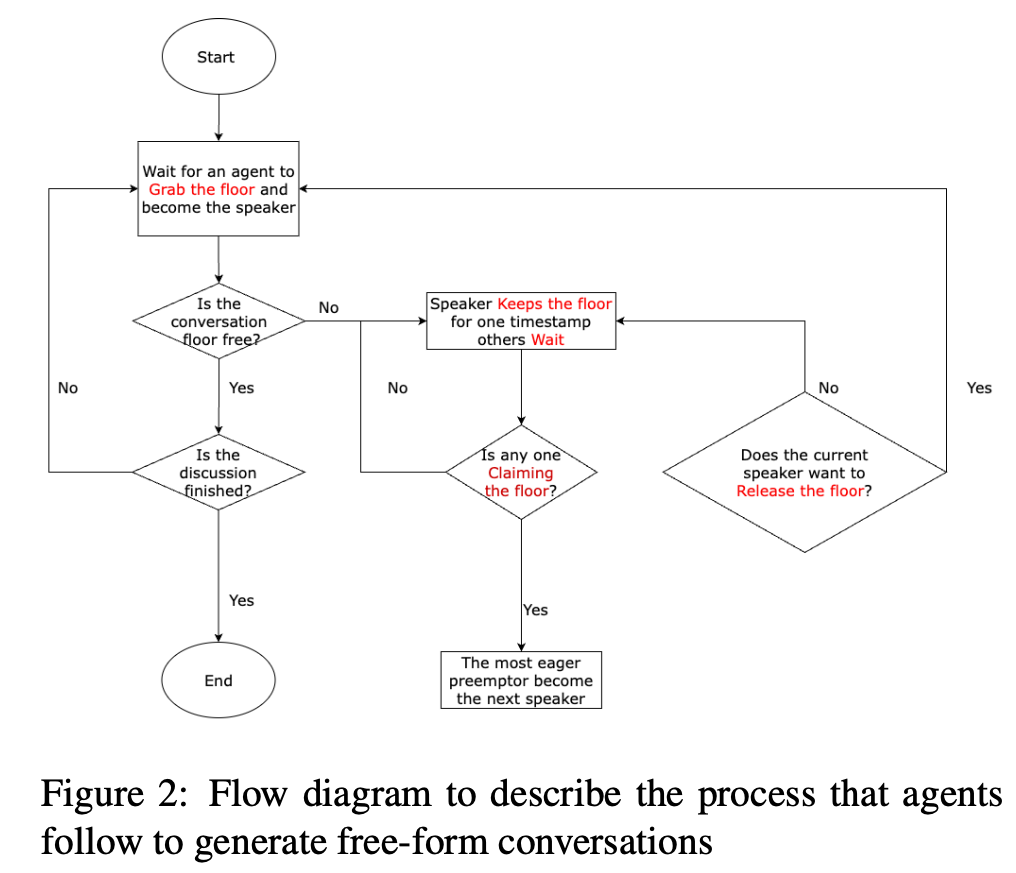 Start
Wait for an agent to
Grab the floor and
become the speaker
Is the
conversation
floor free?
No
Speaker Keeps the floor
for one timestamp
others Wait
No
Yes
No
No
Yes
Is the
discussion
finished?
Is any one
Claiming
the floor?
Does the current
speaker want to
Release the floor?
Yes
Yes
End
The most eager
preemptor become
the next speaker
Figure 2: Flow diagram to describe the process that agents
follow to generate free-form conversations